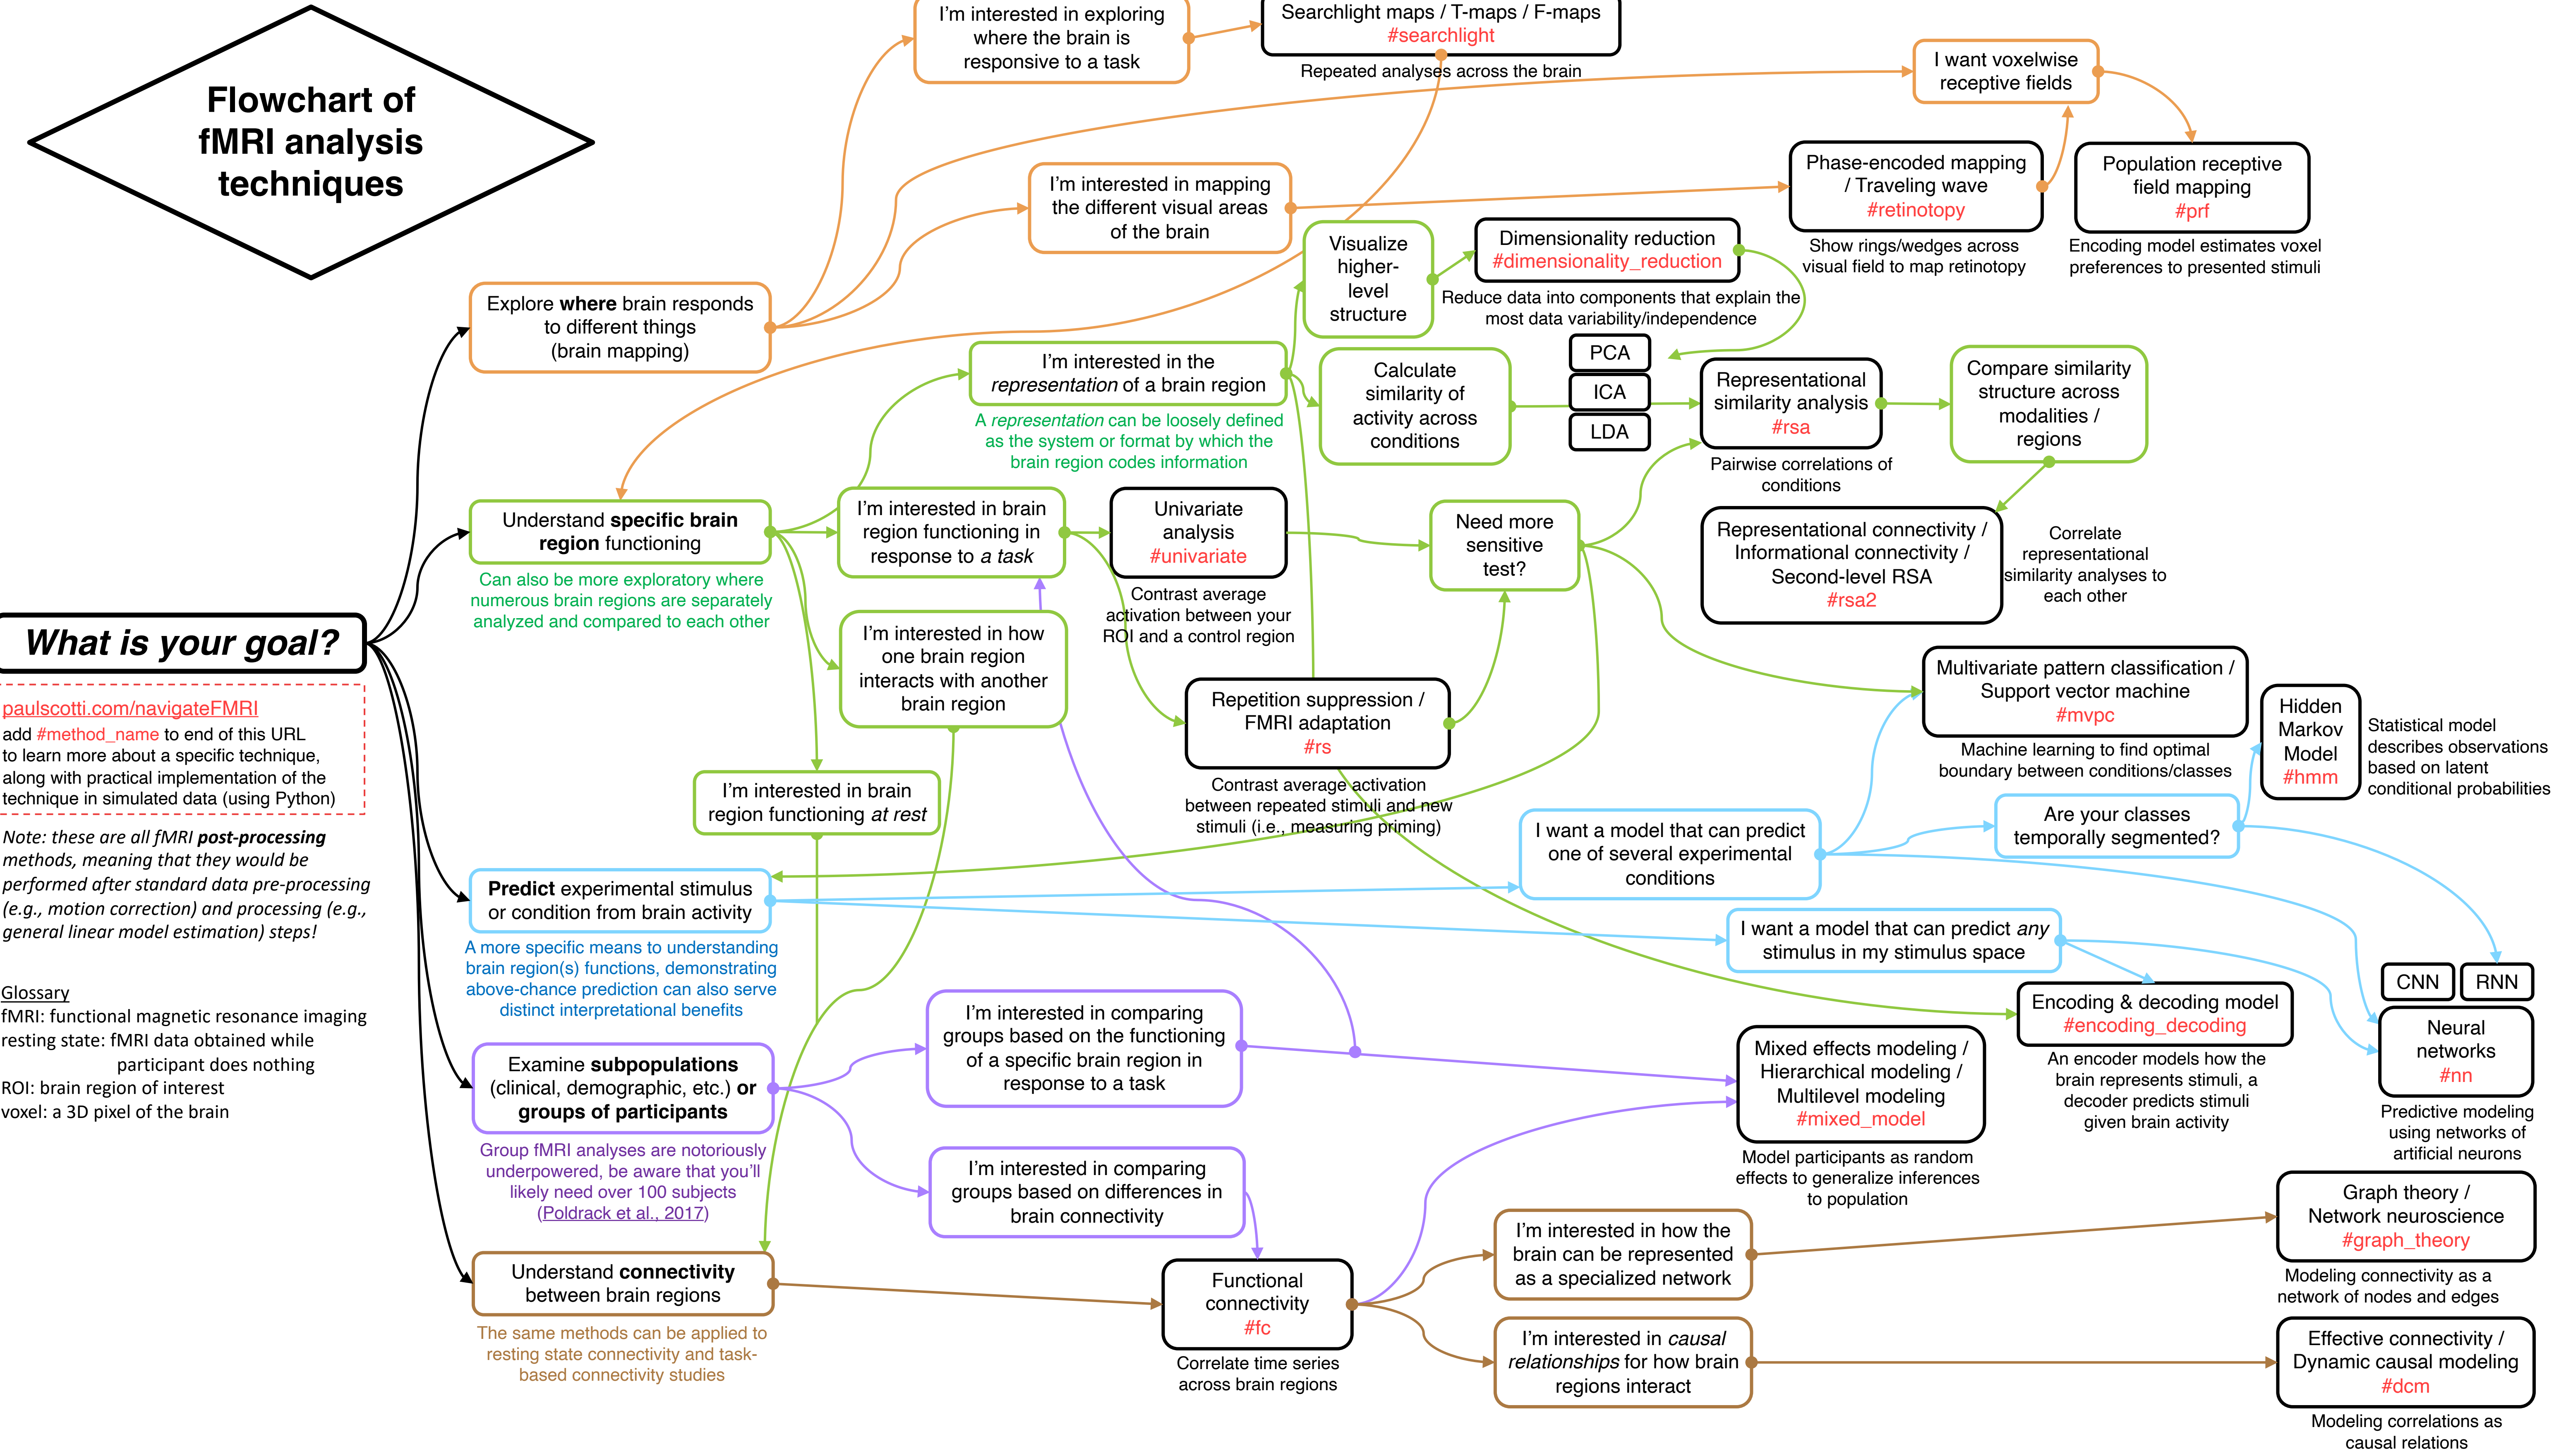 Flowchart of
fMRI analysis
techniques
I'm interested in exploring
where the brain is
responsive to a task
Searchlight maps / T-maps / F-maps
#searchlight
Repeated analyses across the brain
I want voxelwise
receptive fields
I'm interested in mapping
the different visual areas
of the brain
Phase-encoded mapping
/ Traveling wave
#retinotopy
Show rings/wedges across
visual field to map retinotopy
Population receptive
field mapping
#prf
Encoding model estimates voxel
preferences to presented stimuli
Explore where brain responds
to different things
(brain mapping)
Visualize
higher-
level
structure
Dimensionality reduction
#dimensionality_reduction
Reduce data into components that explain the
most data variability/independence
PCA
ICA
LDA
I'm interested in the
representation of a brain region
A representation can be loosely defined
as the system or format by which the
brain region codes information
Calculate
similarity of
activity across
conditions
Representational
similarity analysis
#rsa
Pairwise correlations of
conditions
Compare similarity
structure across
modalities /
regions
Understand specific brain
region functioning
Can also be more exploratory where
numerous brain regions are separately
analyzed and compared to each other
I'm interested in brain
region functioning in
response to a task
Univariate
analysis
#univariate
Contrast average
activation between your
ROI and a control region
Need more
sensitive
test?
Representational connectivity /
Informational connectivity /
Second-level RSA
#rsa2
Correlate
representational
similarity analyses to
each other
What is your goal?
paulscotti.com/navigateFMRI
add #method_name to end of this URL
to learn more about a specific technique,
along with practical implementation of the
technique in simulated data (using Python)
Note: these are all fMRI post-processing
methods, meaning that they would be
performed after standard data pre-processing
(e.g., motion correction) and processing (e.g.,
general linear model estimation) steps!
Glossary
fMRI: functional magnetic resonance imaging
resting state: fMRI data obtained while
participant does nothing
ROI: brain region of interest
voxel: a 3D pixel of the brain
I'm interested in how
one brain region
interacts with another
brain region
Repetition suppression /
FMRI adaptation
#rs
Contrast average activation
between repeated stimuli and new
stimuli (i.e., measuring priming)
I'm interested in brain
region functioning at rest
Multivariate pattern classification /
Support vector machine
#mvpc
Machine learning to find optimal
boundary between conditions/classes
Hidden
Markov
Model
#hmm
Statistical model
describes observations
based on latent
conditional probabilities
Predict experimental stimulus
or condition from brain activity
A more specific means to understanding
brain region(s) functions, demonstrating
above-chance prediction can also serve
distinct interpretational benefits
I want a model that can predict
one of several experimental
conditions
Are your classes
temporally segmented?
I want a model that can predict any
stimulus in my stimulus space
Encoding & decoding model
#encoding_decoding
An encoder models how the
brain represents stimuli, a
decoder predicts stimuli
given brain activity
CNN
RNN
Neural
networks
#nn
Predictive modeling
using networks of
artificial neurons
Examine subpopulations
(clinical, demographic, etc.) or
groups of participants
Group fMRI analyses are notoriously
underpowered, be aware that you'll
likely need over 100 subjects
(Poldrack et al., 2017)
I'm interested in comparing
groups based on the functioning
of a specific brain region in
response to a task
I'm interested in comparing
groups based on differences in
brain connectivity
Mixed effects modeling /
Hierarchical modeling /
Multilevel modeling
#mixed_model
Model participants as random
effects to generalize inferences
to population
Understand connectivity
between brain regions
The same methods can be applied to
resting state connectivity and task-
based connectivity studies
Functional
connectivity
#fc
Correlate time series
across brain regions
I'm interested in how the
brain can be represented
as a specialized network
I'm interested in causal
relationships for how brain
regions interact
Graph theory /
Network neuroscience
#graph_theory
Modeling connectivity as a
network of nodes and edges
Effective connectivity /
Dynamic causal modeling
#dcm
Modeling correlations as
causal relations